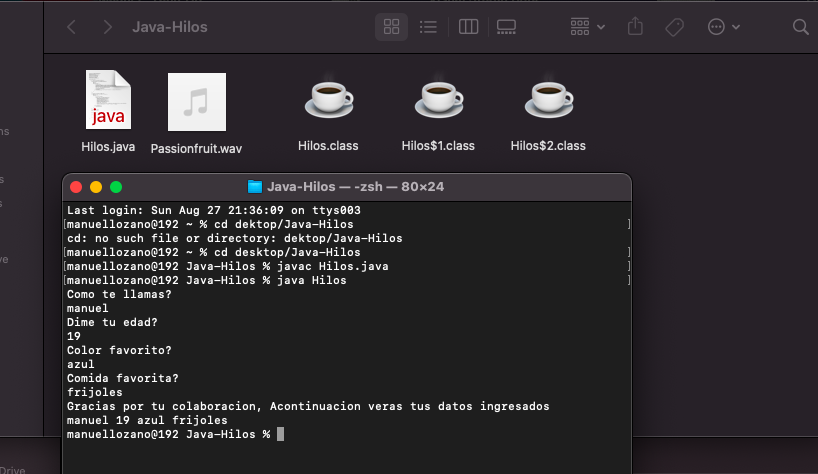 Java-Hilos
java
Hilos.java
Passionfruit.wav
Hilos.class
Hilos$1.class
Hilos$2.class
Java-Hilos — -zsh — 80×24
Last login: Sun Aug 27 21:36:09 on ttys003
[manuellozano@192 ~ % cd dektop/Java-Hilos ]
cd: no such file or directory: dektop/Java-Hilos
[manuellozano@192 ~ % cd desktop/Java-Hilos ]
[manuellozano@192 Java-Hilos % javac Hilos.java ]
[manuellozano@192 Java-Hilos % java Hilos ]
Como te llamas?
manuel
Dime tu edad?
19
Color favorito?
azul
Comida favorita?
frijoles
Gracias por tu colaboracion, Acontinuacion veras tus datos ingresados
manuel 19 azul frijoles
manuellozano@192 Java-Hilos %
Drive